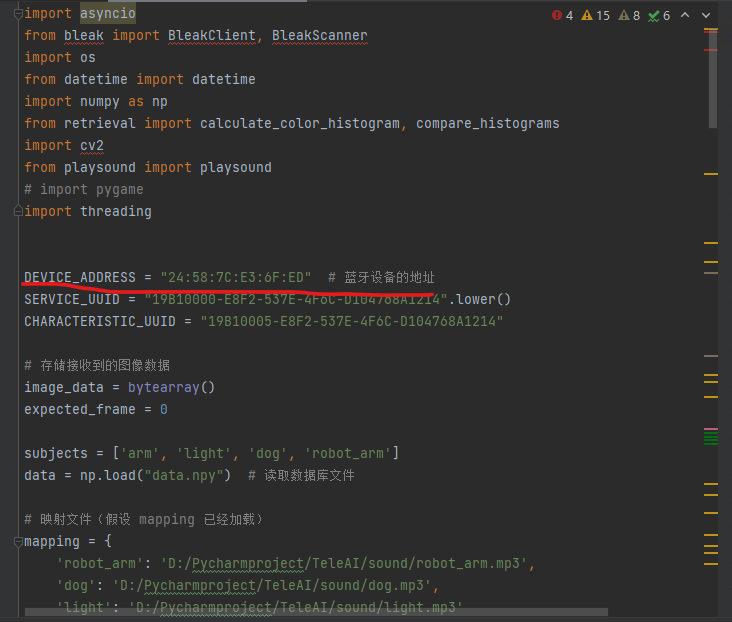 import asyncio
4 15 8 6
from bleak import BleakClient, BleakScanner
import os
from datetime import datetime
import numpy as np
from retrieval import calculate_color_histogram, compare_histograms
import cv2
from playsound import playsound
# import pygame
import threading
DEVICE_ADDRESS = "24:58:7C:E3:6F:ED"  # 蓝牙设备的地址
SERVICE_UUID = "19B10000-E8F2-537E-4F6C-D104768A1214".lower()
CHARACTERISTIC_UUID = "19B10005-E8F2-537E-4F6C-D104768A1214"
# 存储接收到的图像数据
image_data = bytearray()
expected_frame = 0
subjects = ['arm', 'light', 'dog', 'robot_arm']
data = np.load("data.npy")  # 读取数据库文件
# 映射文件（假设 mapping 已经加载）
mapping = {
    'robot_arm': 'D:/Pycharmproject/TeleAI/sound/robot_arm.mp3',
    'dog': 'D:/Pycharmproject/TeleAI/sound/dog.mp3',
    'light': 'D:/Pycharmproject/TeleAI/sound/light.mp3'